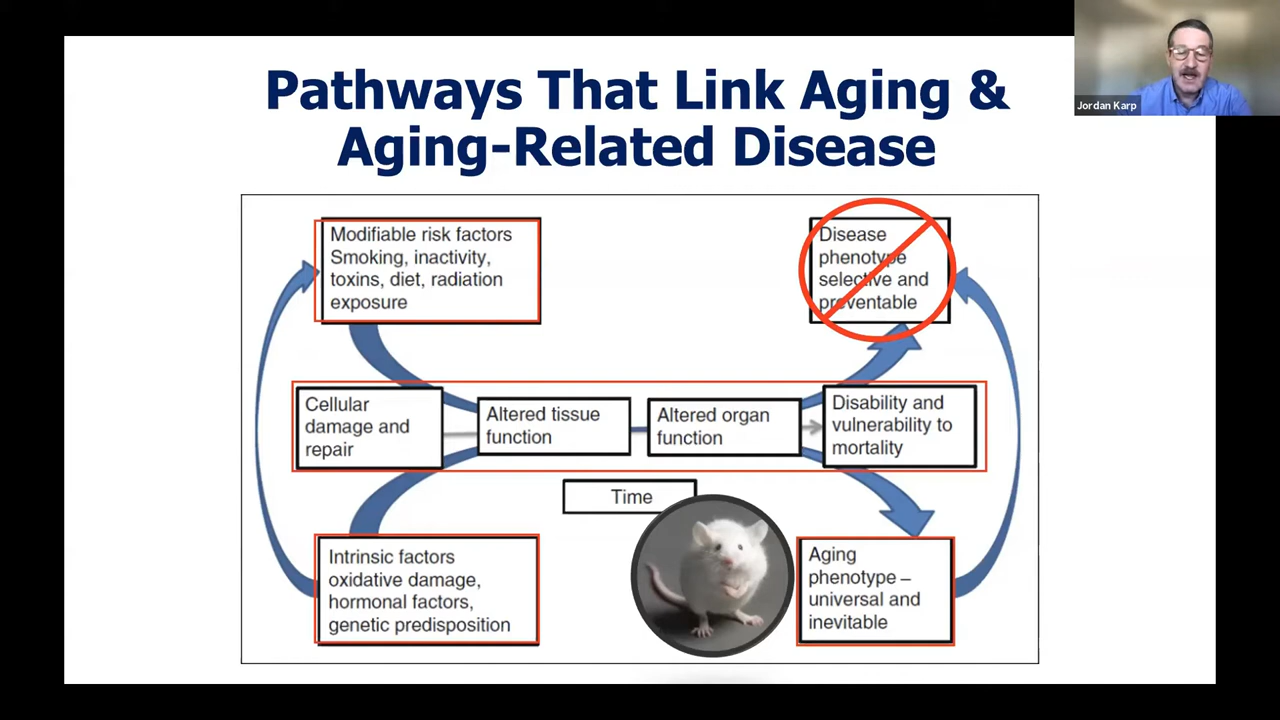 Pathways That Link Aging &
Aging-Related Disease
Jordan Karp
Modifiable risk factors
Smoking, inactivity,
toxins, diet, radiation
exposure
Disease
phenotype
selective and
preventable
Cellular
damage and
repair
Altered tissue
function
Altered organ
function
Disability and
vulnerability to
mortality
Time
Intrinsic factors
oxidative damage,
hormonal factors,
genetic predisposition
Aging
phenotype –
universal and
inevitable